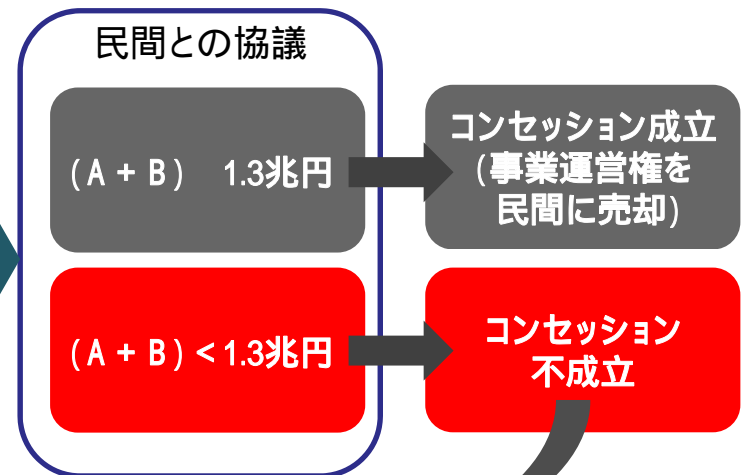 民間との協議
(A + B)　1.3兆円
コンセッション成立
(事業運営権を
民間に売却)
(A + B) < 1.3兆円
コンセッション
不成立